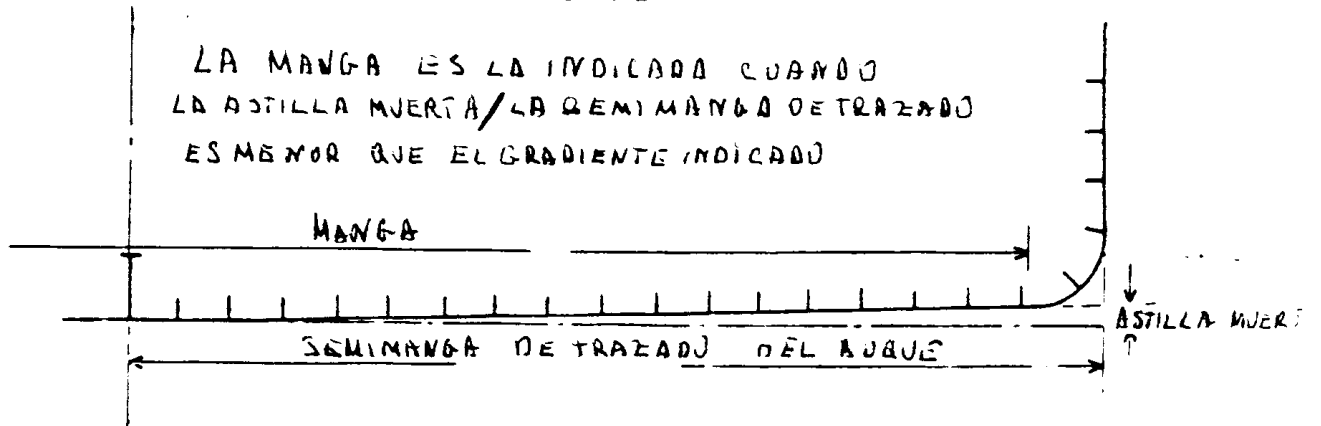 LA MANGA ES LA INDICADA CUANDO
LA ASTILLA MUERTA/LA SEMIMANGA DE TRAZADO
ES MENOR QUE EL GRADIENTE INDICADO
MANGA
ASTILLA MUER
SEMIMANGA DE TRAZADO DEL BUQUE